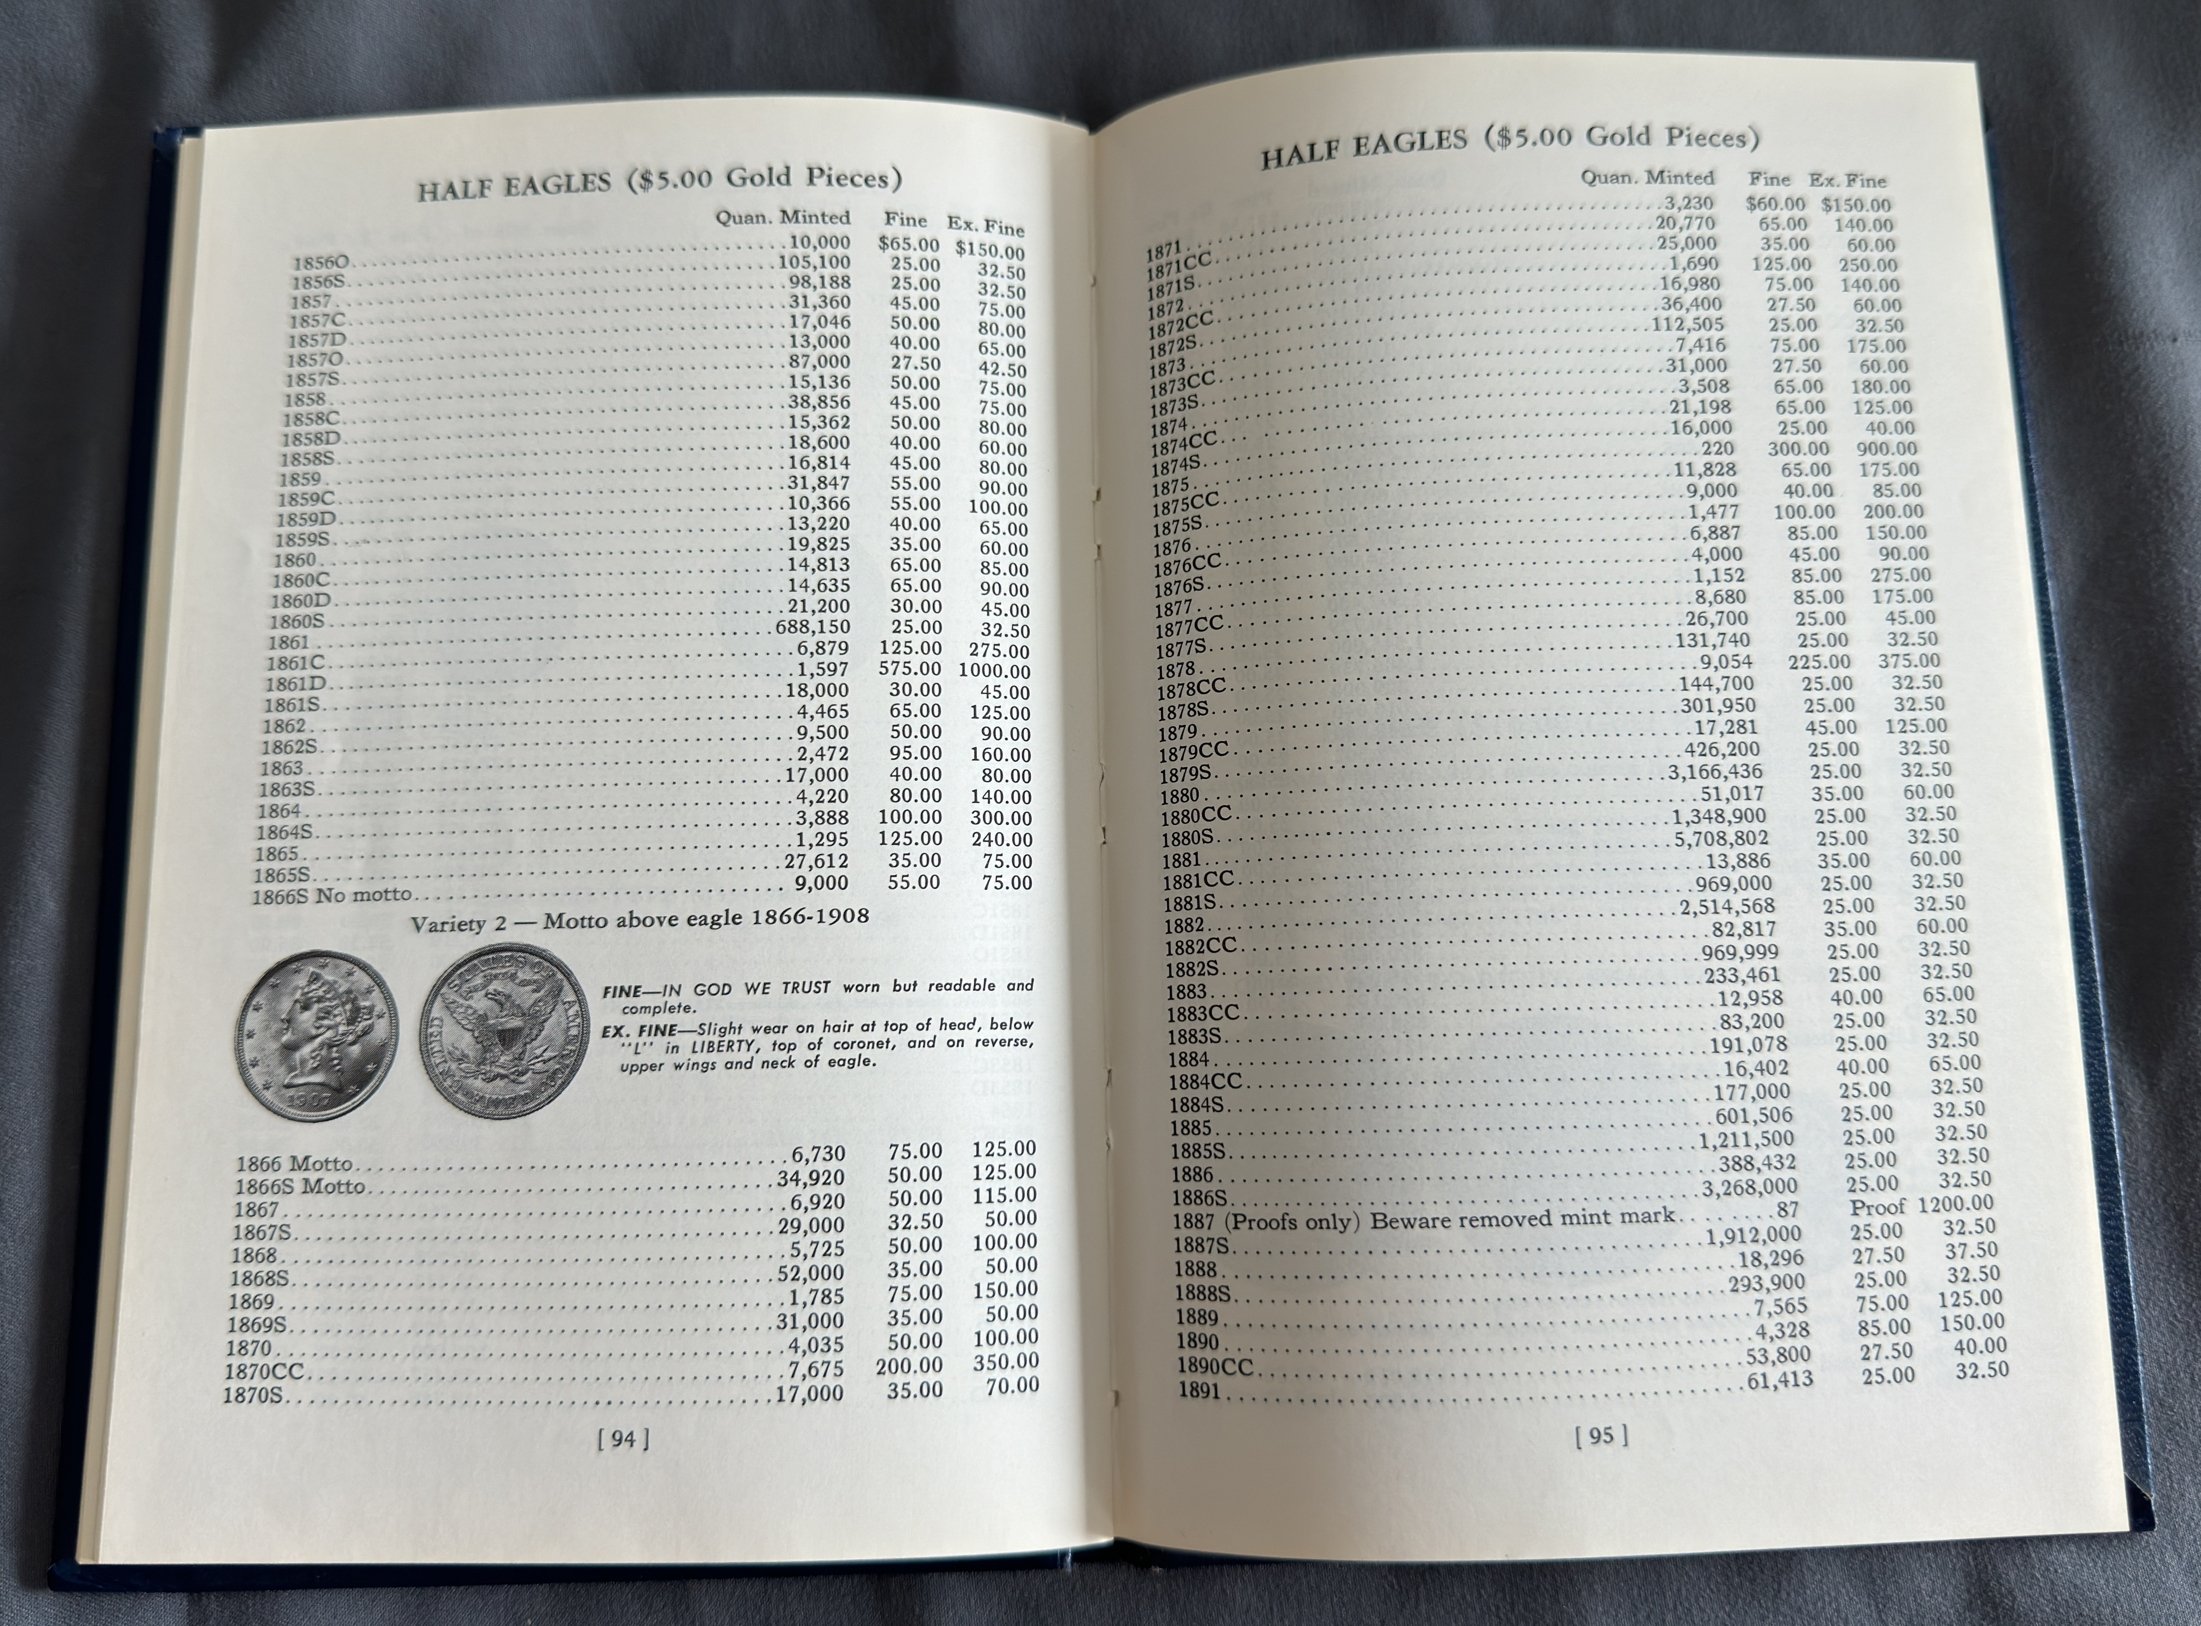 HALF EAGLES ($5.00 Gold Pieces)
Quan. Minted Fine Ex. Fine
1856O.....10,000 $65.00 $150.00
1856S.....105,100 25.00 32.50
1857.....98,188 25.00 32.50
1857C.....31,360 45.00 75.00
1857D.....17,046 50.00 80.00
1857O.....13,000 40.00 65.00
1857S.....87,000 27.50 42.50
1858.....15,136 50.00 75.00
1858C.....38,856 45.00 75.00
1858D.....15,362 50.00 80.00
1858S.....18,600 40.00 60.00
1859.....16,814 45.00 80.00
1859C.....31,847 55.00 90.00
1859D.....10,366 55.00 100.00
1859S.....13,220 40.00 65.00
1860.....19,825 35.00 60.00
1860C.....14,813 65.00 85.00
1860D.....14,635 65.00 90.00
1860S.....21,200 30.00 45.00
1861.....688,150 25.00 32.50
1861C.....6,879 125.00 275.00
1861D.....1,597 575.00 1000.00
1861S.....18,000 30.00 45.00
1862.....4,465 65.00 125.00
1862S.....9,500 50.00 90.00
1863.....2,472 95.00 160.00
1863S.....17,000 40.00 80.00
1864.....4,220 80.00 140.00
1864S.....3,888 100.00 300.00
1865.....1,295 125.00 240.00
1865S.....27,612 35.00 75.00
1866S No motto.....9,000 55.00 75.00
Variety 2 — Motto above eagle 1866-1908
FINE—IN GOD WE TRUST worn but readable and
complete.
EX. FINE—Slight wear on hair at top of head, below
"L" in LIBERTY, top of coronet, and on reverse,
upper wings and neck of eagle.
1866 Motto.....6,730 75.00 125.00
1866S Motto.....34,920 50.00 125.00
1867.....6,920 50.00 115.00
1867S.....29,000 32.50 50.00
1868.....5,725 50.00 100.00
1868S.....52,000 35.00 50.00
1869.....1,785 75.00 150.00
1869S.....31,000 35.00 50.00
1870.....4,035 50.00 100.00
1870CC.....7,675 200.00 350.00
1870S.....17,000 35.00 70.00
[ 94 ]
HALF EAGLES ($5.00 Gold Pieces)
Quan. Minted Fine Ex. Fine
1871.....3,230 $60.00 $150.00
1871CC.....20,770 65.00 140.00
1871S.....25,000 35.00 60.00
1872.....1,690 125.00 250.00
1872CC.....16,980 75.00 140.00
1872S.....36,400 27.50 60.00
1873.....112,505 25.00 32.50
1873CC.....7,416 75.00 175.00
1873S.....31,000 27.50 60.00
1874.....3,508 65.00 180.00
1874CC.....21,198 65.00 125.00
1874S.....16,000 25.00 40.00
1875.....220 300.00 900.00
1875CC.....11,828 65.00 175.00
1875S.....9,000 40.00 85.00
1876.....1,477 100.00 200.00
1876CC.....6,887 85.00 150.00
1876S.....4,000 45.00 90.00
1877.....1,152 85.00 275.00
1877CC.....8,680 85.00 175.00
1877S.....26,700 25.00 45.00
1878.....131,740 25.00 32.50
1878CC.....9,054 225.00 375.00
1878S.....144,700 25.00 32.50
1879.....301,950 25.00 32.50
1879CC.....17,281 45.00 125.00
1879S.....426,200 25.00 32.50
1880.....3,166,436 25.00 32.50
1880CC.....51,017 35.00 60.00
1880S.....1,348,900 25.00 32.50
1881.....5,708,802 25.00 32.50
1881CC.....13,886 35.00 60.00
1881S.....969,000 25.00 32.50
1882.....2,514,568 25.00 32.50
1882CC.....82,817 35.00 60.00
1882S.....969,999 25.00 32.50
1883.....233,461 25.00 32.50
1883CC.....12,958 40.00 65.00
1883S.....83,200 25.00 32.50
1884.....191,078 25.00 32.50
1884CC.....16,402 40.00 65.00
1884S.....177,000 25.00 32.50
1885.....601,506 25.00 32.50
1885S.....1,211,500 25.00 32.50
1886.....388,432 25.00 32.50
1886S.....3,268,000 25.00 32.50
1887 (Proofs only) Beware removed mint mark.....87 Proof 1200.00
1887S.....1,912,000 25.00 32.50
1888.....18,296 27.50 37.50
1888S.....293,900 25.00 32.50
1889.....7,565 75.00 125.00
1890.....4,328 85.00 150.00
1890CC.....53,800 27.50 40.00
1891.....61,413 25.00 32.50
[ 95 ]